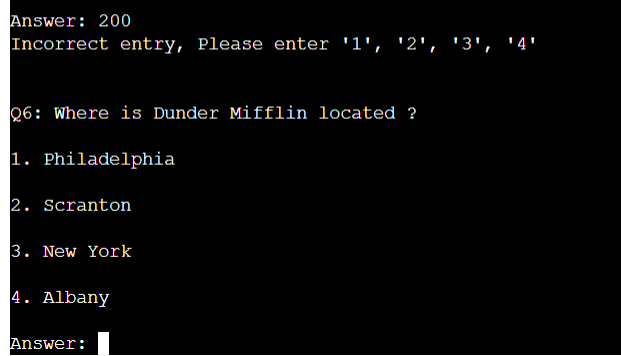 Answer: 200
Incorrect entry, Please enter '1', '2', '3', '4'
Q6: Where is Dunder Mifflin located ?
1. Philadelphia
2. Scranton
3. New York
4. Albany
Answer: